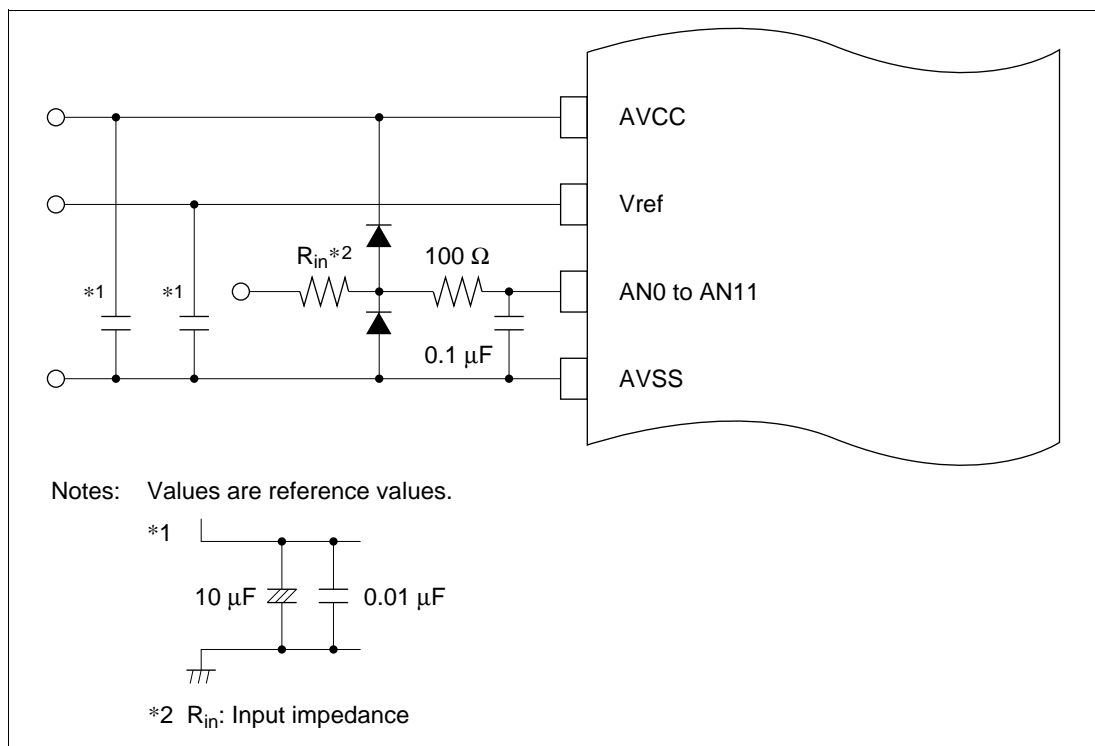 AVCC
Vref
Rin*2
100 Ω
*1
*1
AN0 to AN11
0.1 μF
AVSS
Notes: Values are reference values.
*1
10 μF
0.01 μF
*2 Rin: Input impedance